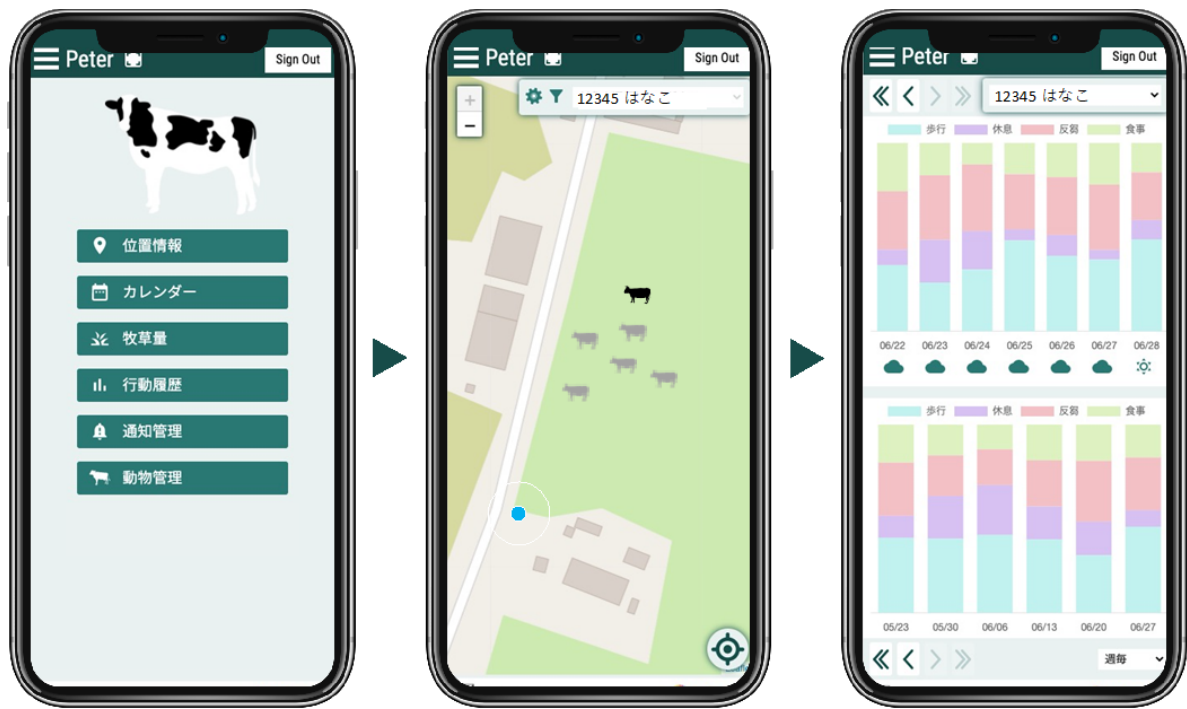 Peter
Sign Out
位置情報
カレンダー
牧草量
行動履歴
通知管理
動物管理
Peter
Sign Out
+
−
12345 はなこ
Peter
Sign Out
12345 はなこ
歩行 休息 反芻 食事
06/22 06/23 06/24 06/25 06/26 06/27 06/28
歩行 休息 反芻 食事
05/23 05/30 06/06 06/13 06/20 06/27
週毎